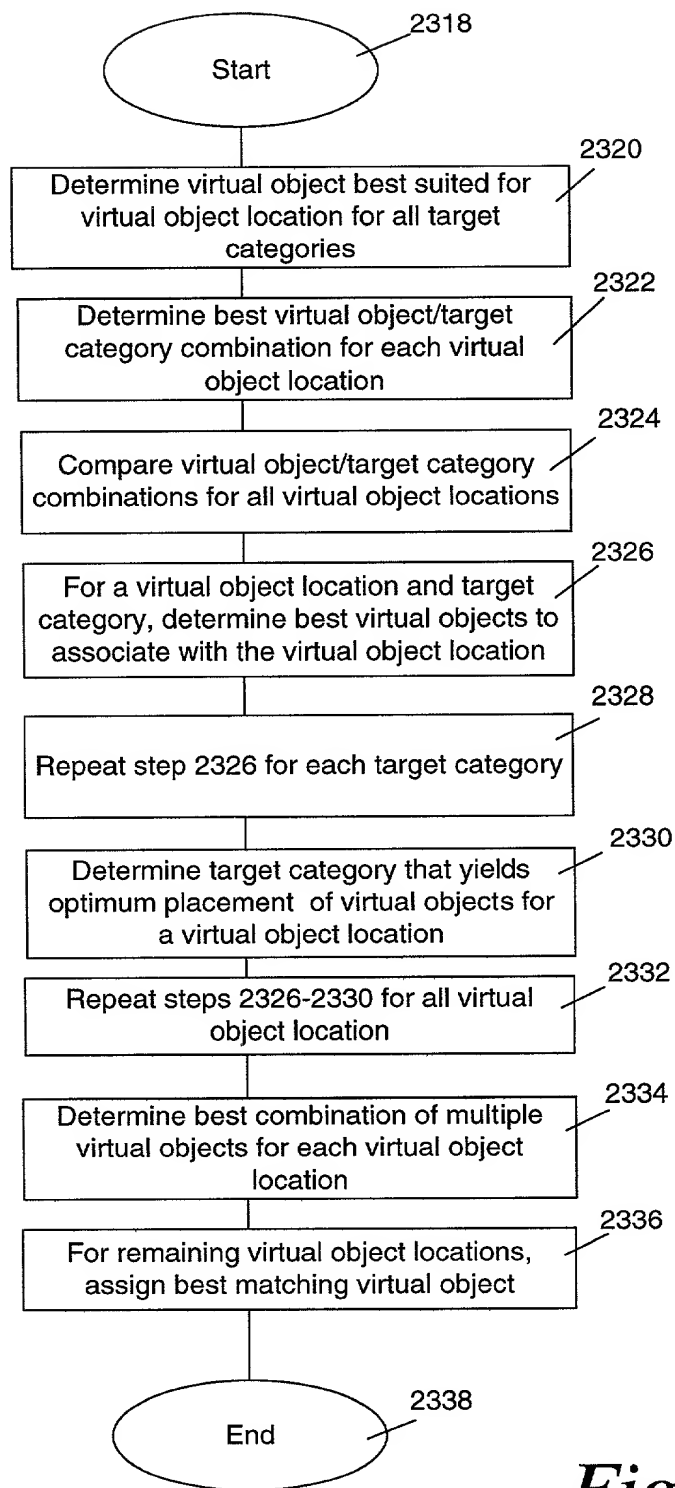 2318
Start
2320
Determine virtual object best suited for
virtual object location for all target
categories
2322
Determine best virtual object/target
category combination for each virtual
object location
2324
Compare virtual object/target category
combinations for all virtual object locations
2326
For a virtual object location and target
category, determine best virtual objects to
associate with the virtual object location
2328
Repeat step 2326 for each target category
2330
Determine target category that yields
optimum placement of virtual objects for
a virtual object location
2332
Repeat steps 2326-2330 for all virtual
object location
2334
Determine best combination of multiple
virtual objects for each virtual object
location
2336
For remaining virtual object locations,
assign best matching virtual object
2338
End